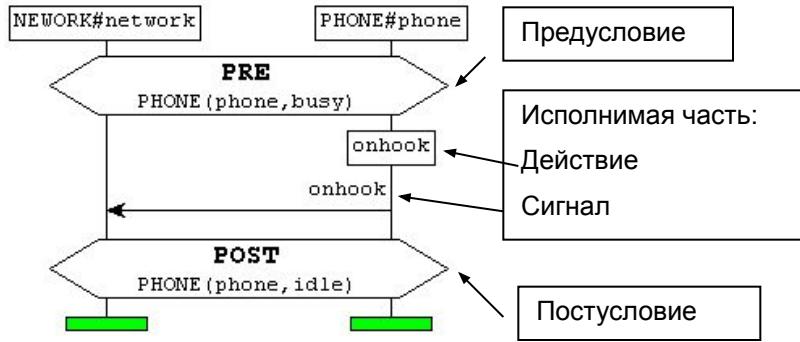 NEWORK#network
PHONE#phone
Предусловие
PRE
PHONE(phone,busy)
Исполнимая часть:
onhook
Действие
onhook
Сигнал
POST
PHONE(phone,idle)
Постусловие